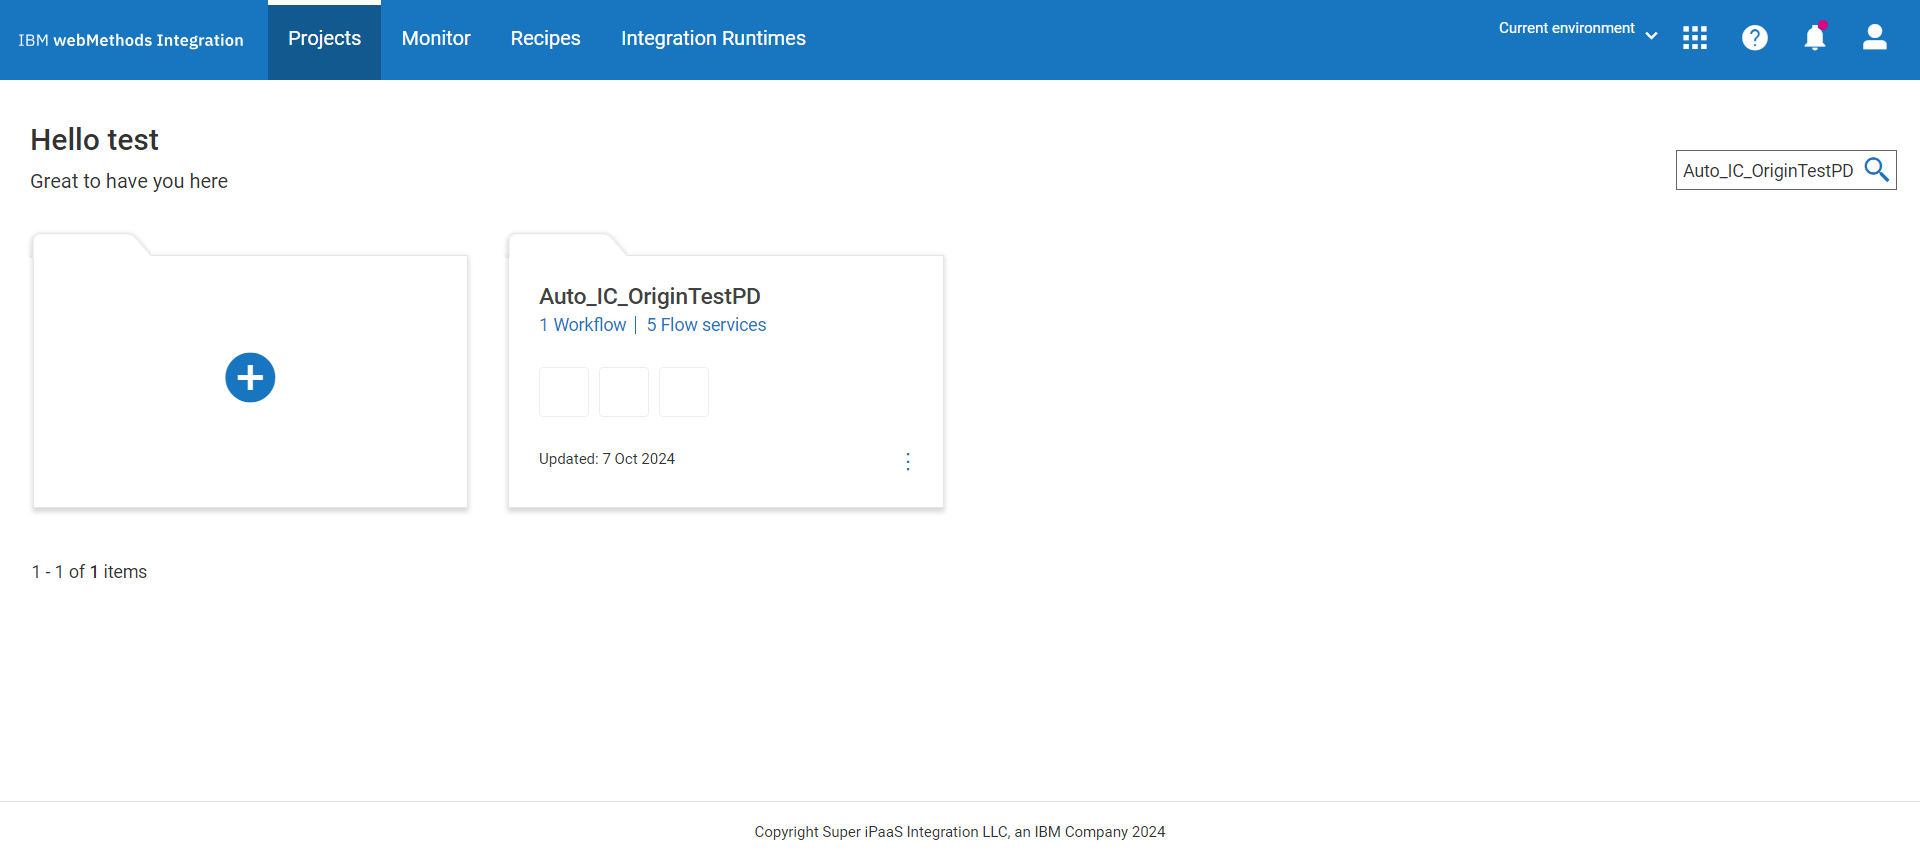 IBM webMethods Integration
Projects
Monitor
Recipes
Integration Runtimes
Current environment
Hello test
Great to have you here
Auto_IC_OriginTestPD
Auto_IC_OriginTestPD
1 Workflow | 5 Flow services
Updated: 7 Oct 2024
1 - 1 of 1 items
Copyright Super iPaaS Integration LLC, an IBM Company 2024